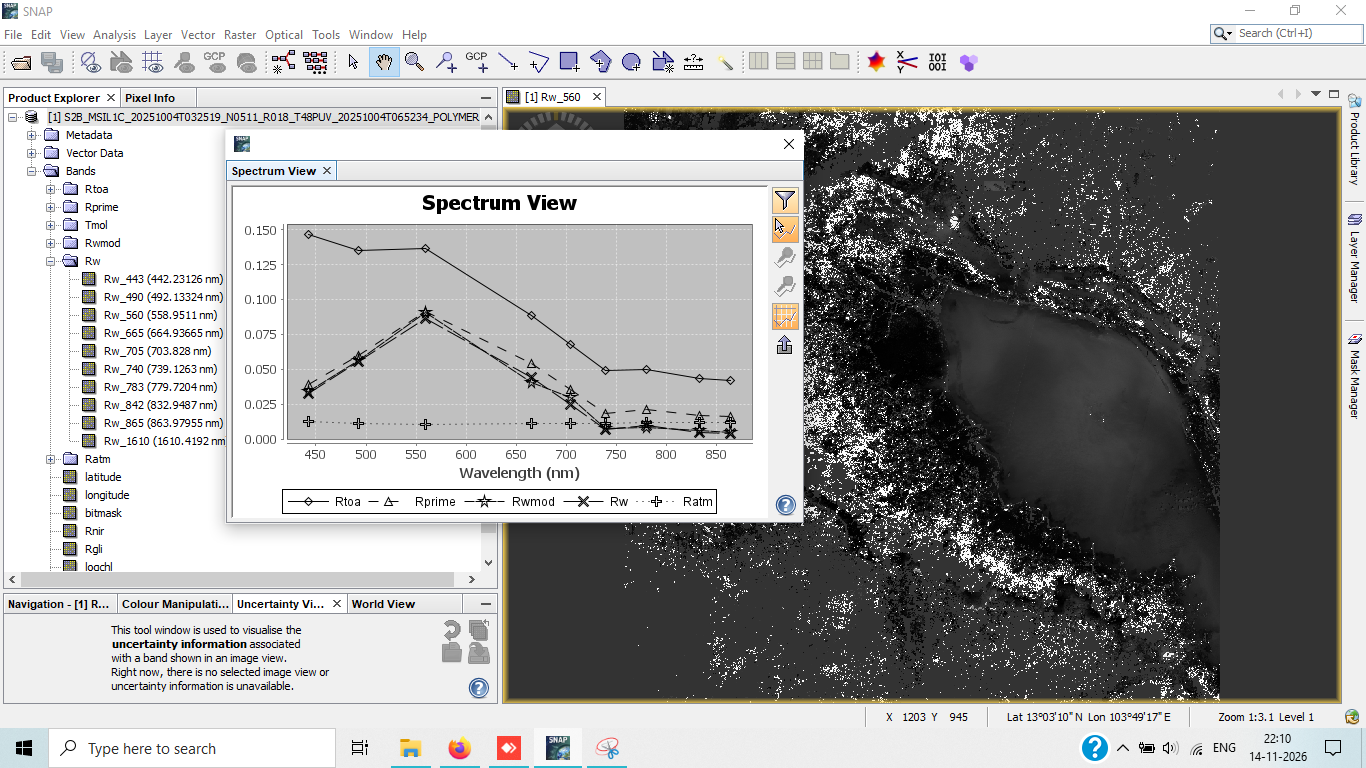 SNAP
File Edit View Analysis Layer Vector Raster Optical Tools Window Help
Search (Ctrl+I)
GCP
GCP
Σ
Product Explorer
Pixel Info
[1] Rw_560
[1] S2B_MSIL1C_20251004T032519_N0511_R018_T48PUV_20251004T065234_POLYMER
Metadata
Vector Data
Bands
Rtoa
Rprime
Tmol
Rwmod
Rw
Rw_443 (442.23126 nm)
Rw_490 (492.13324 nm)
Rw_560 (558.9511 nm)
Rw_665 (664.93665 nm)
Rw_705 (703.828 nm)
Rw_740 (739.1263 nm)
Rw_783 (779.7204 nm)
Rw_842 (832.9487 nm)
Rw_865 (863.97955 nm)
Rw_1610 (1610.4192 nm
Ratm
latitude
longitude
bitmask
Rnir
Rgli
logchl
SNAP
Spectrum View
Spectrum View
0.150
0.125
0.100
0.075
0.050
0.025
0.000
450 500 550 600 650 700 750 800 850
Wavelength (nm)
Rtoa Rprime Rwmod Rw Ratm
Product Library
Layer Manager
Mask Manager
Navigation - [1] R...
Colour Manipulati...
Uncertainty Vi...
World View
This tool window is used to visualise the
uncertainty information associated
with a band shown in an image view.
Right now, there is no selected image view or
uncertainty information is unavailable.
X 1203 Y 945
Lat 13°03'10" N Lon 103°49'17" E
Zoom 1:3.1 Level 1
Type here to search
SNAP
ENG
22:10
14-11-2026